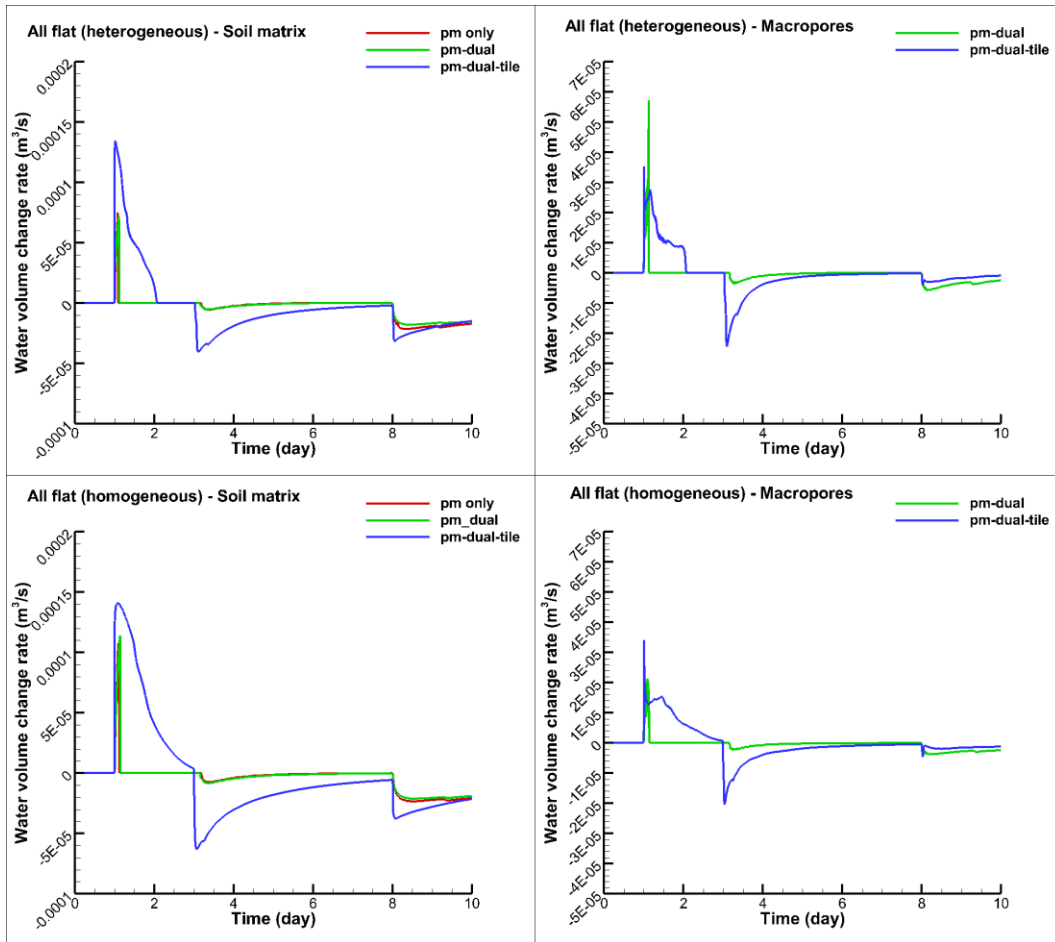 All flat (heterogeneous) - Soil matrix
pm only
pm-dual
pm-dual-tile
Water volume change rate (m³/s)
0.0002
0.00015
0.0001
5E-05
0
-5E-05
-0.0001
0 2 4 6 8 10
Time (day)
All flat (heterogeneous) - Macropores
pm-dual
pm-dual-tile
Water volume change rate (m³/s)
7E-05
6E-05
5E-05
4E-05
3E-05
2E-05
1E-05
0
-1E-05
-2E-05
-3E-05
-4E-05
-5E-05
0 2 4 6 8 10
Time (day)
All flat (homogeneous) - Soil matrix
pm only
pm_dual
pm-dual-tile
Water volume change rate (m³/s)
0.0002
0.00015
0.0001
5E-05
0
-5E-05
-0.0001
0 2 4 6 8 10
Time (day)
All flat (homogeneous) - Macropores
pm-dual
pm-dual-tile
Water volume change rate (m³/s)
7E-05
6E-05
5E-05
4E-05
3E-05
2E-05
1E-05
0
-1E-05
-2E-05
-3E-05
-4E-05
-5E-05
0 2 4 6 8 10
Time (day)